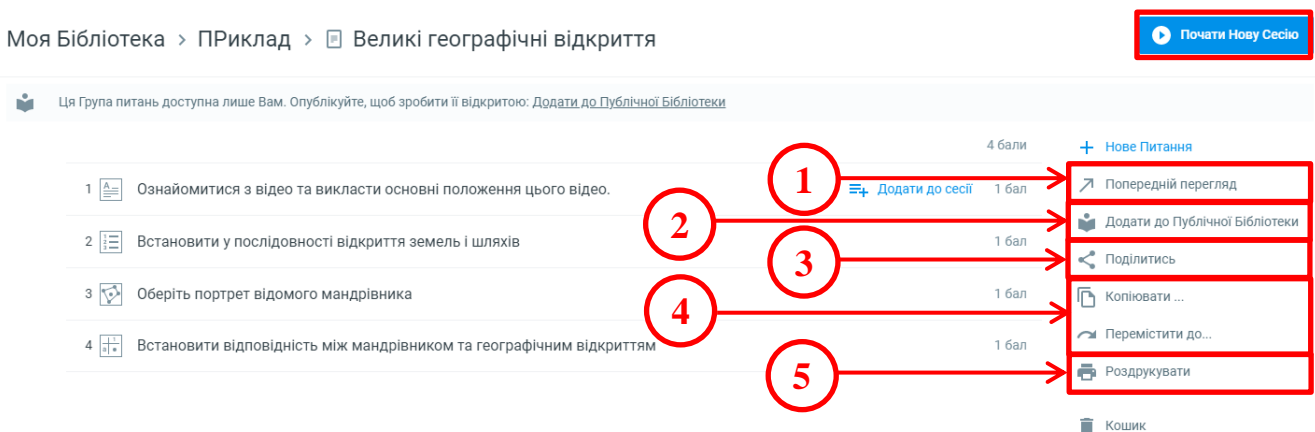 Моя Бібліотека > ПРиклад > Великі географічні відкриття
Почати Нову Сесію
Ця Група питань доступна лише Вам. Опублікуйте, щоб зробити її відкритою: Додати до Публічної Бібліотеки
4 бали
+ Нове Питання
1 Ознайомитися з відео та викласти основні положення цього відео. Додати до сесії 1 бал
1
Попередній перегляд
2
Додати до Публічної Бібліотеки
2 Встановити у послідовності відкриття земель і шляхів 1 бал
3
Поділитись
3 Оберіть портрет відомого мандрівника 1 бал
4
Копіювати ...
Перемістити до...
4 Встановити відповідність між мандрівником та географічним відкриттям 1 бал
5
Роздрукувати
Кошик